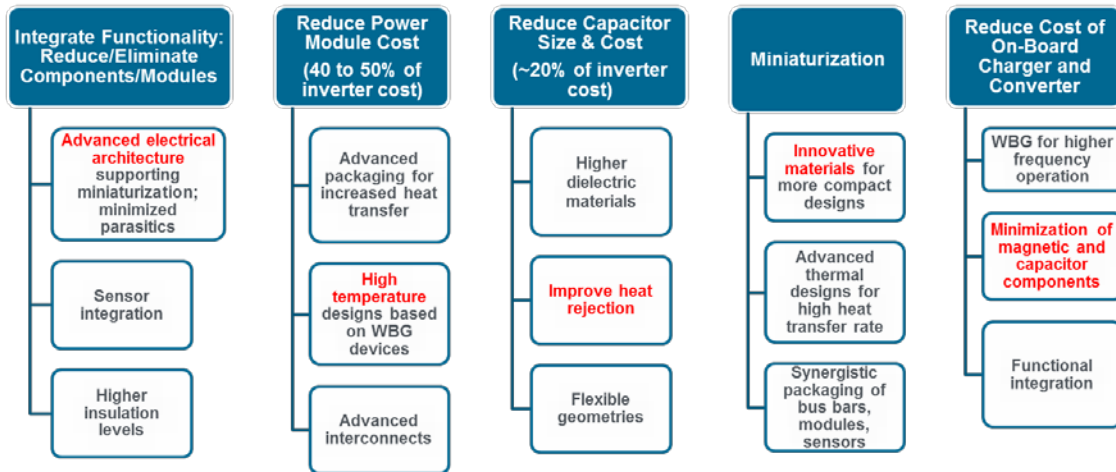 Integrate Functionality:
Reduce/Eliminate
Components/Modules
Advanced electrical
architecture
supporting
miniaturization;
minimized
parasitics
Sensor
integration
Higher
insulation
levels
Reduce Power
Module Cost
(40 to 50% of
inverter cost)
Advanced
packaging for
increased heat
transfer
High
temperature
designs based
on WBG
devices
Advanced
interconnects
Reduce Capacitor
Size & Cost
(~20% of inverter
cost)
Higher
dielectric
materials
Improve heat
rejection
Flexible
geometries
Miniaturization
Innovative
materials for
more compact
designs
Advanced
thermal
designs for
high heat
transfer rate
Synergistic
packaging of
bus bars,
modules,
sensors
Reduce Cost of
On-Board
Charger and
Converter
WBG for higher
frequency
operation
Minimization of
magnetic and
capacitor
components
Functional
integration